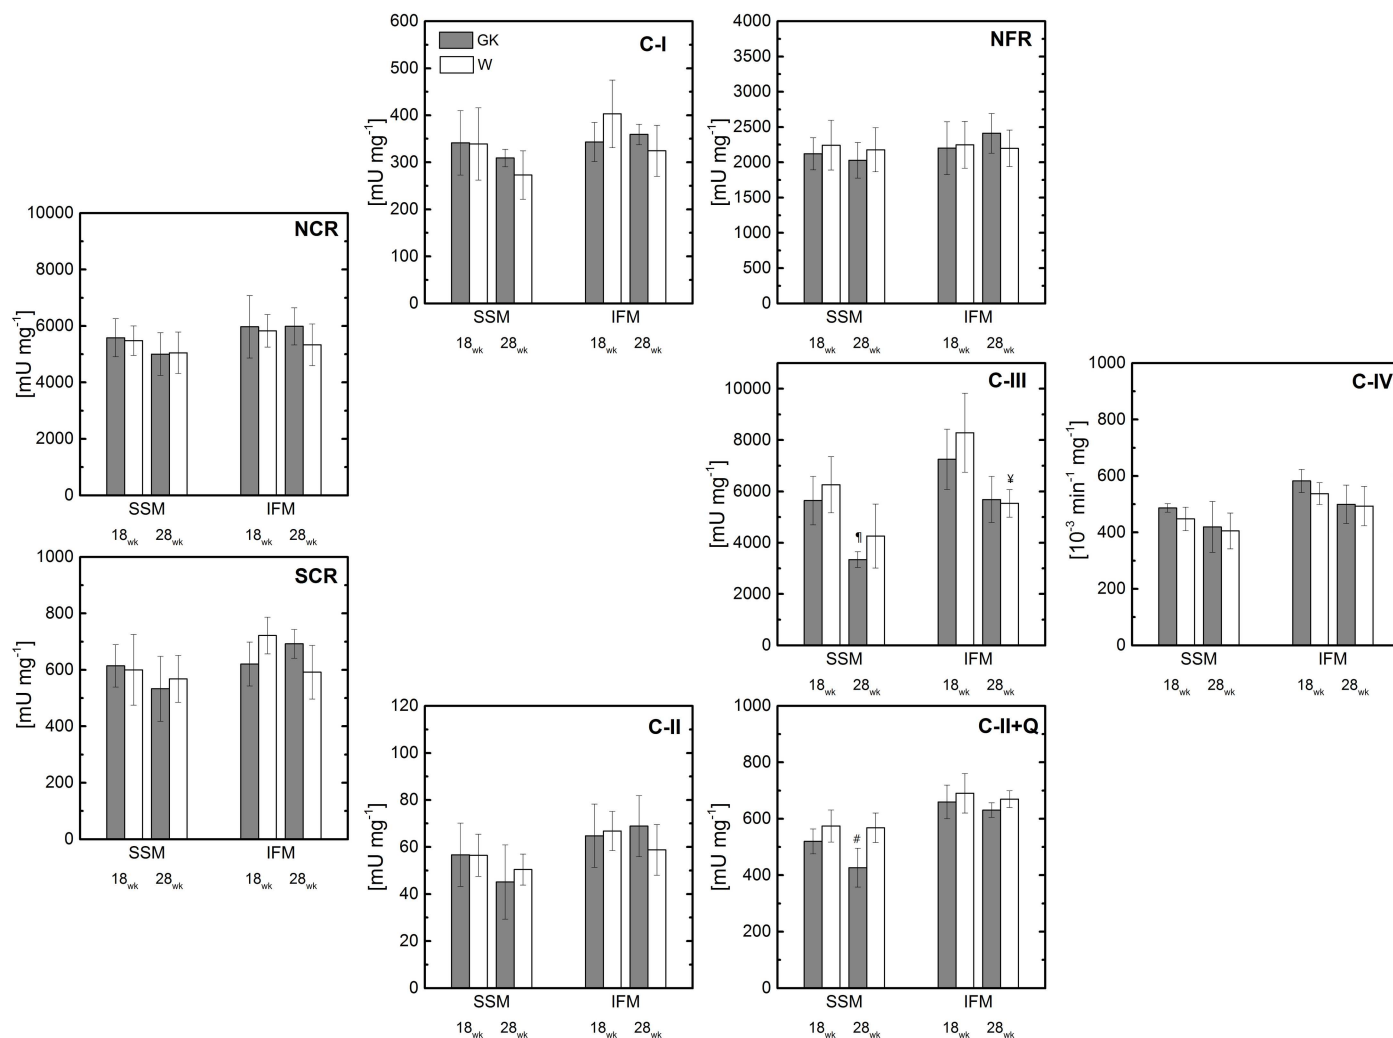 600
500
400
300
200
100
0
[mU mg⁻¹]
GK
W
C-I
SSM IFM
18wk 28wk 18wk 28wk
4000
3500
3000
2500
2000
1500
1000
500
0
[mU mg⁻¹]
NFR
SSM IFM
18wk 28wk 18wk 28wk
10000
8000
6000
4000
2000
0
[mU mg⁻¹]
NCR
SSM IFM
18wk 28wk 18wk 28wk
10000
8000
6000
4000
2000
0
[mU mg⁻¹]
C-III
¶
¥
SSM IFM
18wk 28wk 18wk 28wk
1000
800
600
400
200
0
[10⁻³ min⁻¹ mg⁻¹]
C-IV
SSM IFM
18wk 28wk 18wk 28wk
1000
800
600
400
200
0
[mU mg⁻¹]
SCR
SSM IFM
18wk 28wk 18wk 28wk
120
100
80
60
40
20
0
[mU mg⁻¹]
C-II
SSM IFM
18wk 28wk 18wk 28wk
1000
800
600
400
200
0
[mU mg⁻¹]
C-II+Q
#
SSM IFM
18wk 28wk 18wk 28wk